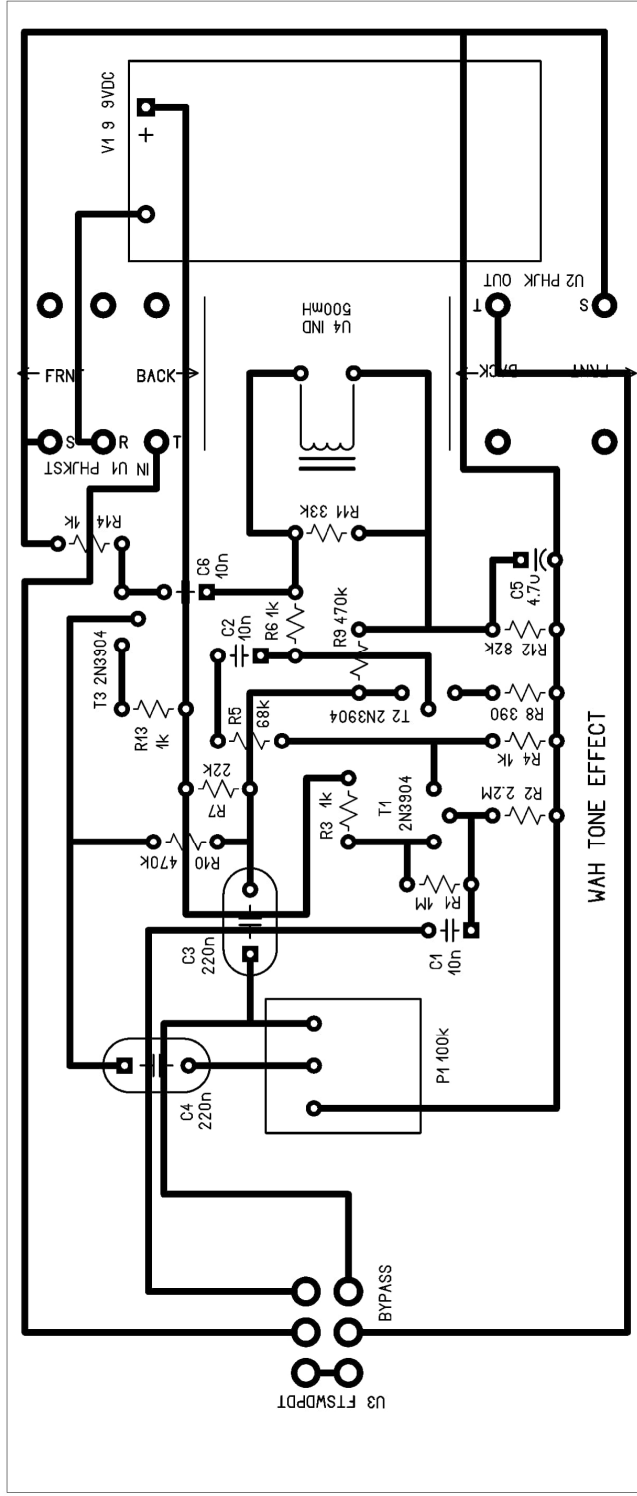 V1 9 9VDC
+
U2 PHJK OUT
T
S
U4 IND
500mH
FRNT
BACK
BACK
FRNT
S
R
T
IN U1
PHJKST
R14
1k
C6
10n
R11 33K
T3 2N3904
C2
10n
R6 1k
R9 470k
C5
4.7u
R12 82K
R13
1k
R5
68k
T2 2N3904
R8 390
R7
22k
R4 1K
R3 1k
T1
2N3904
R2 2.2M
R10
470K
R1
1M
WAH TONE EFFECT
C3
220n
C1
10n
C4
220n
P1 100k
BYPASS
U3 FTSWDPDT